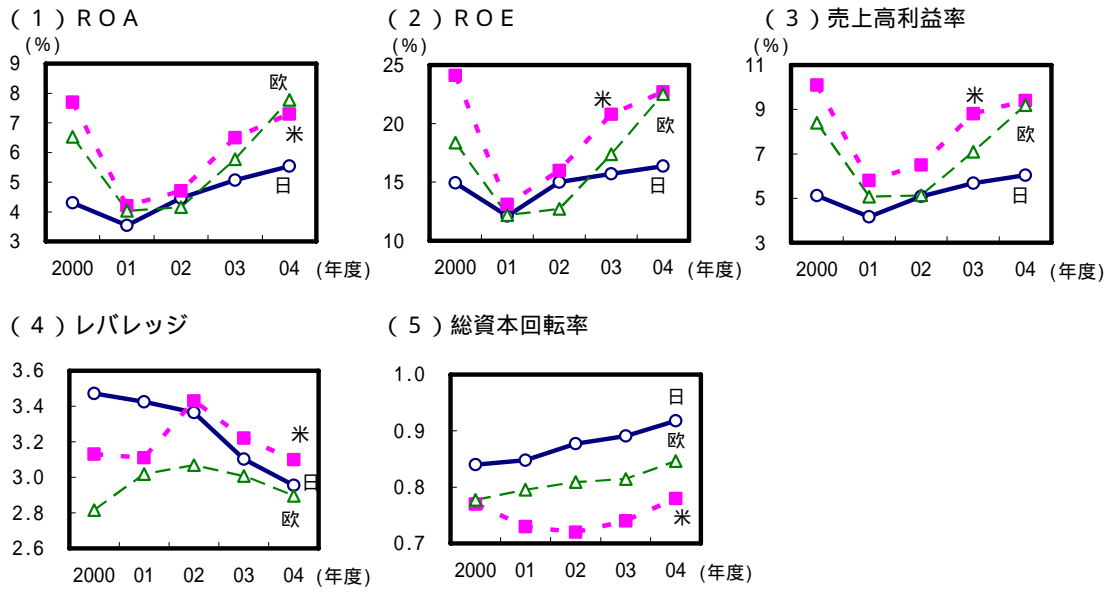 (1)ROA
(%)
9
8
7
6
5
4
3
欧
米
日
2000 01 02 03 04 (年度)
(2)ROE
(%)
25
20
15
10
米
欧
日
2000 01 02 03 04 (年度)
(3)売上高利益率
(%)
11
9
7
5
3
米
欧
日
2000 01 02 03 04 (年度)
(4)レバレッジ
3.6
3.4
3.2
3.0
2.8
2.6
米
日
欧
2000 01 02 03 04 (年度)
(5)総資本回転率
1.0
0.9
0.8
0.7
日
欧
米
2000 01 02 03 04 (年度)